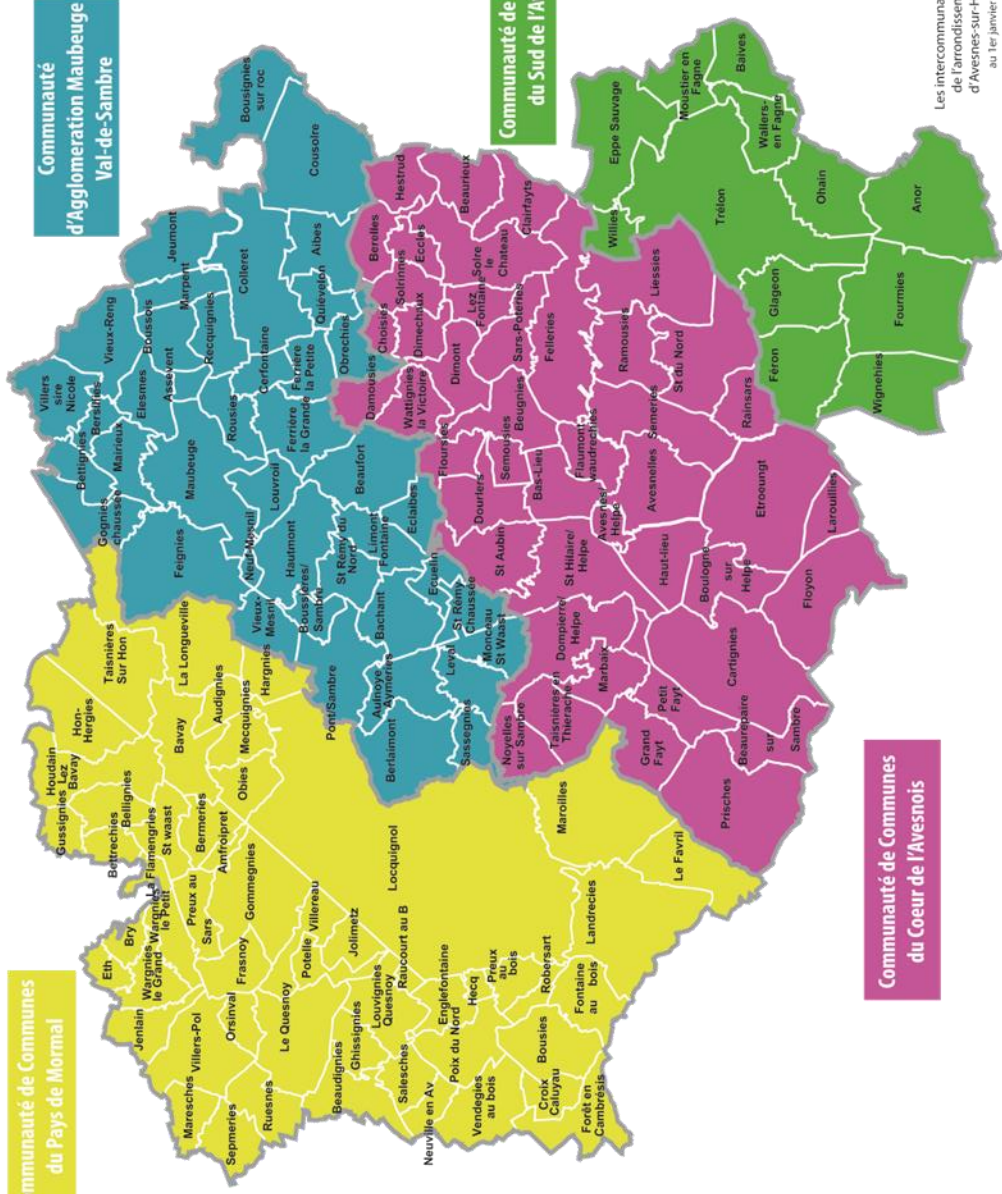 mmunauté de Communes
du Pays de Mormal
Communauté
d'Agglomeration Maubeuge
Val-de-Sambre
Communauté de
du Sud de l'A
Communauté de Communes
du Coeur de l'Avesnois
Les intercommuna
de l'arrondissem
d'Avesnes-sur-H
au 1er janvier
Gussignies
Houdain
Lez
Bavay
Hon-
Hergies
Taisnières
Sur Hon
Bettrechies
Bellignies
La Flamengries
St waast
Bavay
La Longueville
Audignies
Bermeries
Mecquignies
Obies
Hargnies
Amfroipret
Eth
Bry
Wargnies
le Grand
Wargnies
le Petit
Preux au
Sars
Jenlain
Villers-Pol
Maresches
Sepmeries
Orsinval
Frasnoy
Gommegnies
Ruesnes
Le Quesnoy
Potelle
Villereau
Jolimetz
Locquignol
Beaudignies
Ghissignies
Louvignies
Quesnoy
Raucourt au B
Salesches
Neuville en Av
Englefontaine
Poix du Nord
Hecq
Preux
au
bois
Vendegies
au bois
Robersart
Bousies
Croix
Caluyau
Fontaine
au bois
Forêt en
Cambrésis
Landrecies
Maroilles
Le Favril
Villers
sire
Nicole
Bersillies
Vieux-Reng
Bettignies
Gognies
chaussée
Mairieux
Elesmes
Boussois
Jeumont
Marpent
Assevent
Recquignies
Maubeuge
Feignies
Rousies
Cerfontaine
Colleret
Bousignies
sur roc
Cousolre
Louvroil
Neuf-Mesnil
Ferrière
la Grande
Ferrière
la Petite
Quiévelon
Aibes
Obrechies
Vieux-
Mesnil
Hautmont
Boussières/
Sambre
St Rémy du
Nord
Beaufort
Limont
Fontaine
Eclaibes
Pont/Sambre
Bachant
Ecuelin
Aulnoye
Aymeries
St Rémy
Chaussée
Berlaimont
Leval
Monceau
St Waast
Sassegnies
Damousies
Choisies
Berelles
Hestrud
Solrinnes
Eccles
Beaurieux
Wattignies
la Victoire
Dimechaux
Dimont
Lez
Fontaine
Solre
le
Chateau
Clairfayts
Floursies
Dourlers
Semousies
Beugnies
Sars-Poteries
Felleries
Bas-Lieu
St Aubin
Flaumont
waudrechies
Liessies
Ramousies
St du Nord
Semeries
Rainsars
Avesnes/
Helpe
Avesnelles
St Hilaire/
Helpe
Haut-lieu
Etroeungt
Dompierre/
Helpe
Noyelles
sur Sambre
Taisnières en
Thierache
Marbaix
Boulogne
sur
Helpe
Larouillies
Floyon
Petit
Fayt
Grand
Fayt
Cartignies
Beaurepaire
sur
Sambre
Prisches
Willies
Eppe Sauvage
Moustier en
Fagne
Baives
Wallers-
en Fagne
Trélon
Ohain
Glageon
Féron
Anor
Fourmies
Wignehies